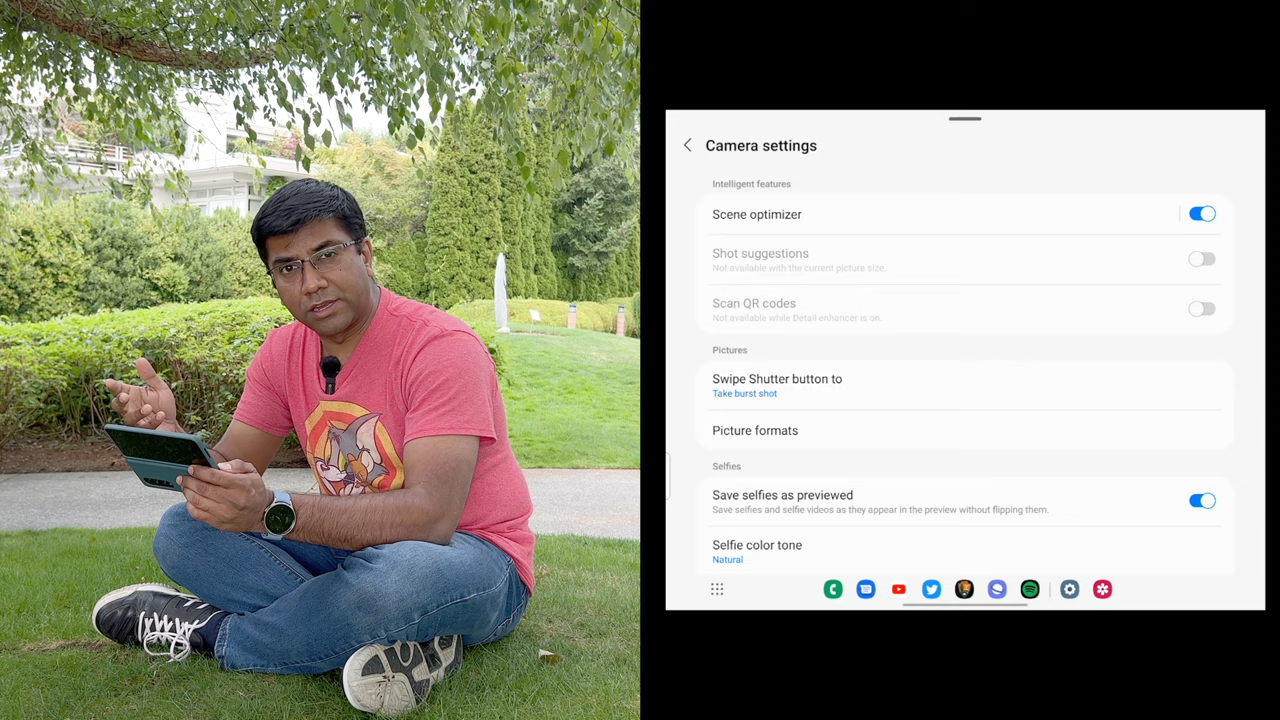 Camera settings
Intelligent features
Scene optimizer
Shot suggestions
Not available with the current picture size.
Scan QR codes
Not available while Detail enhancer is on.
Pictures
Swipe Shutter button to
Take burst shot
Picture formats
Selfies
Save selfies as previewed
Save selfies and selfie videos as they appear in the preview without flipping them.
Selfie color tone
Natural